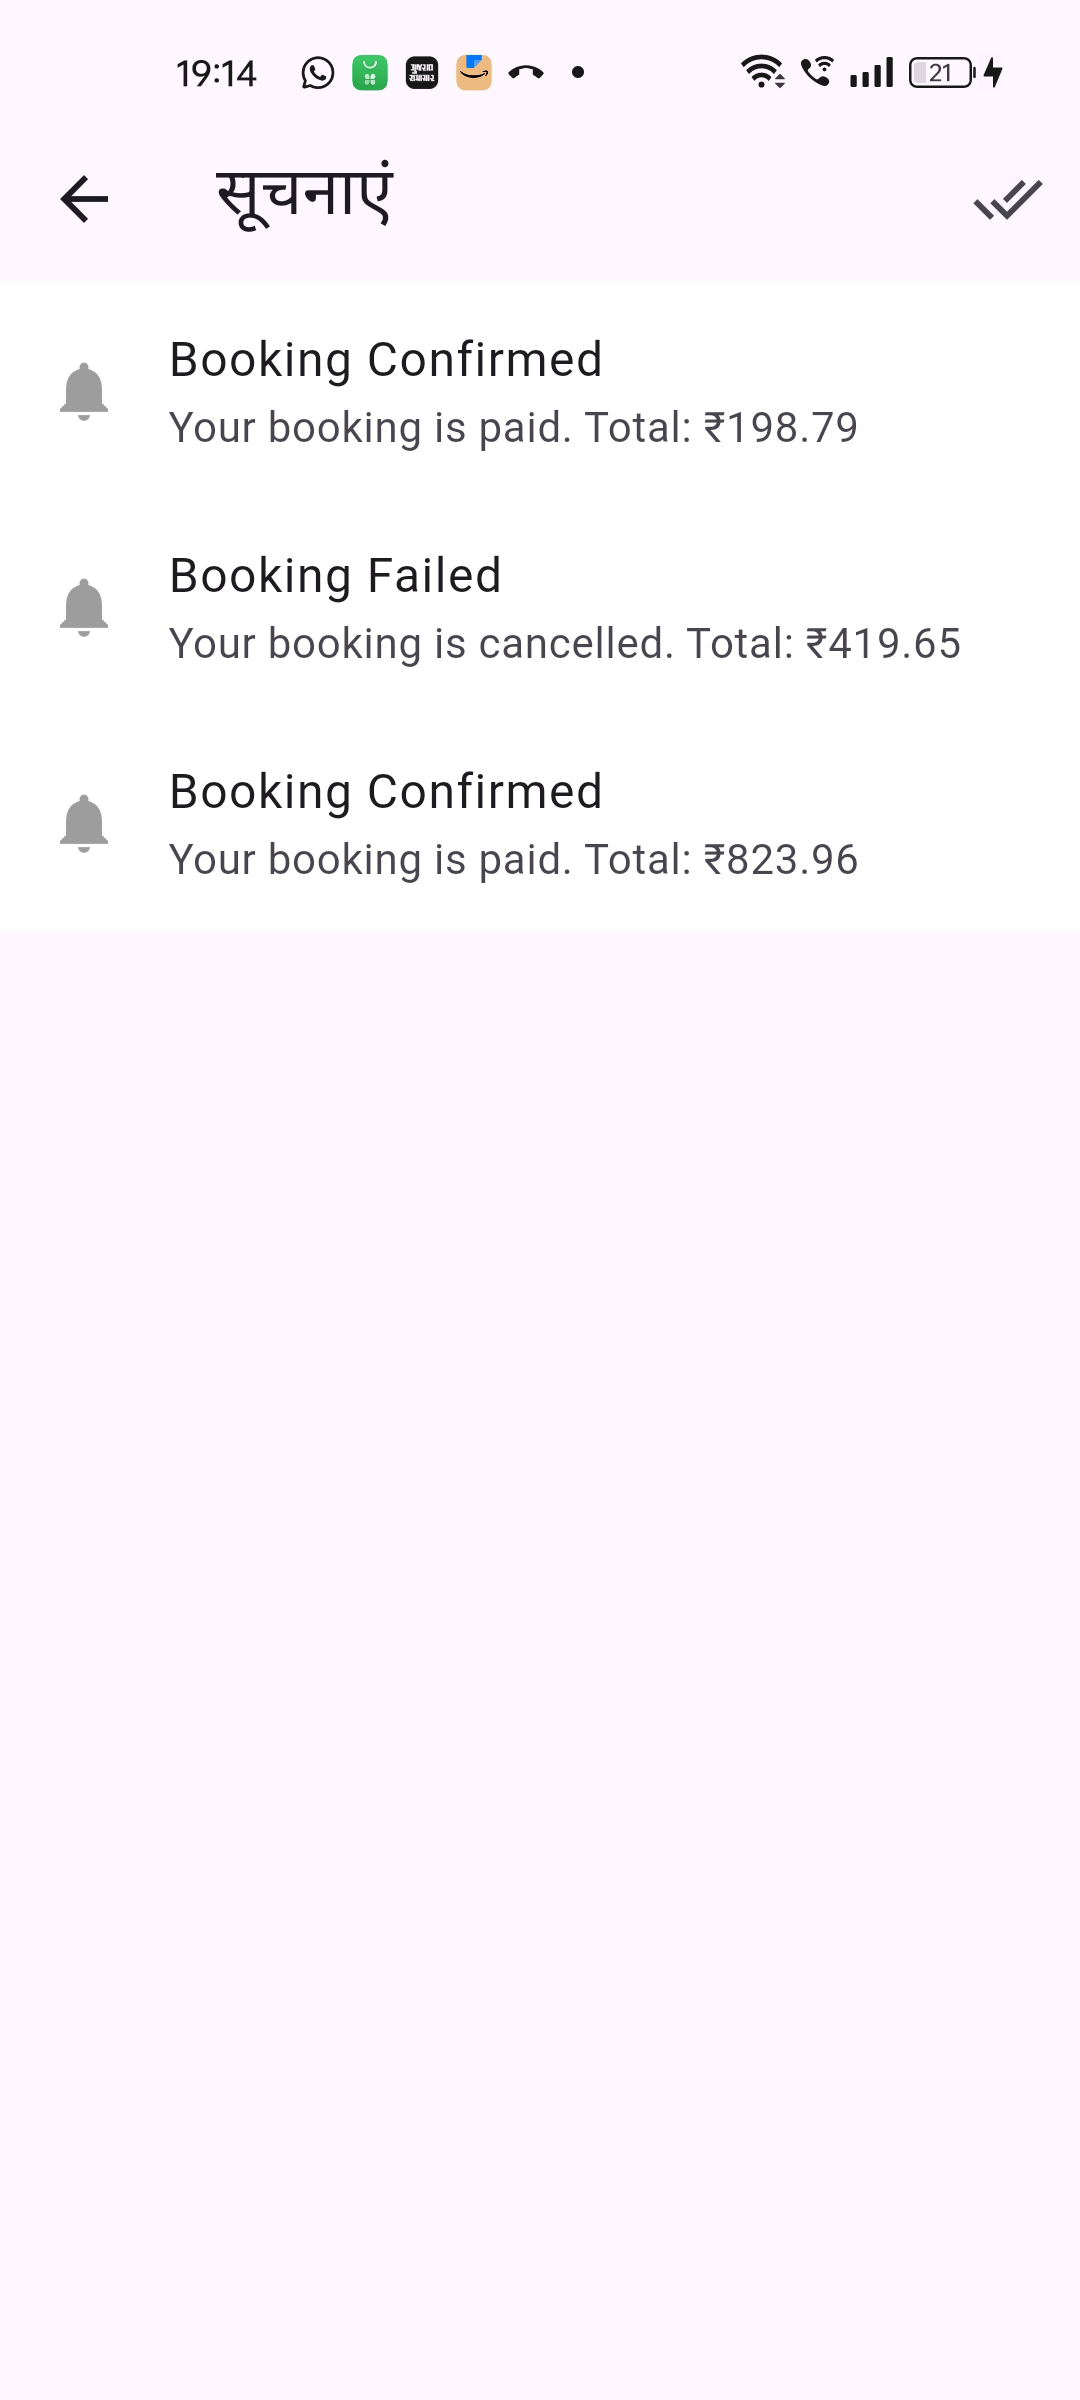 19:14
21
सूचनाएं
Booking Confirmed
Your booking is paid. Total: ₹198.79
Booking Failed
Your booking is cancelled. Total: ₹419.65
Booking Confirmed
Your booking is paid. Total: ₹823.96